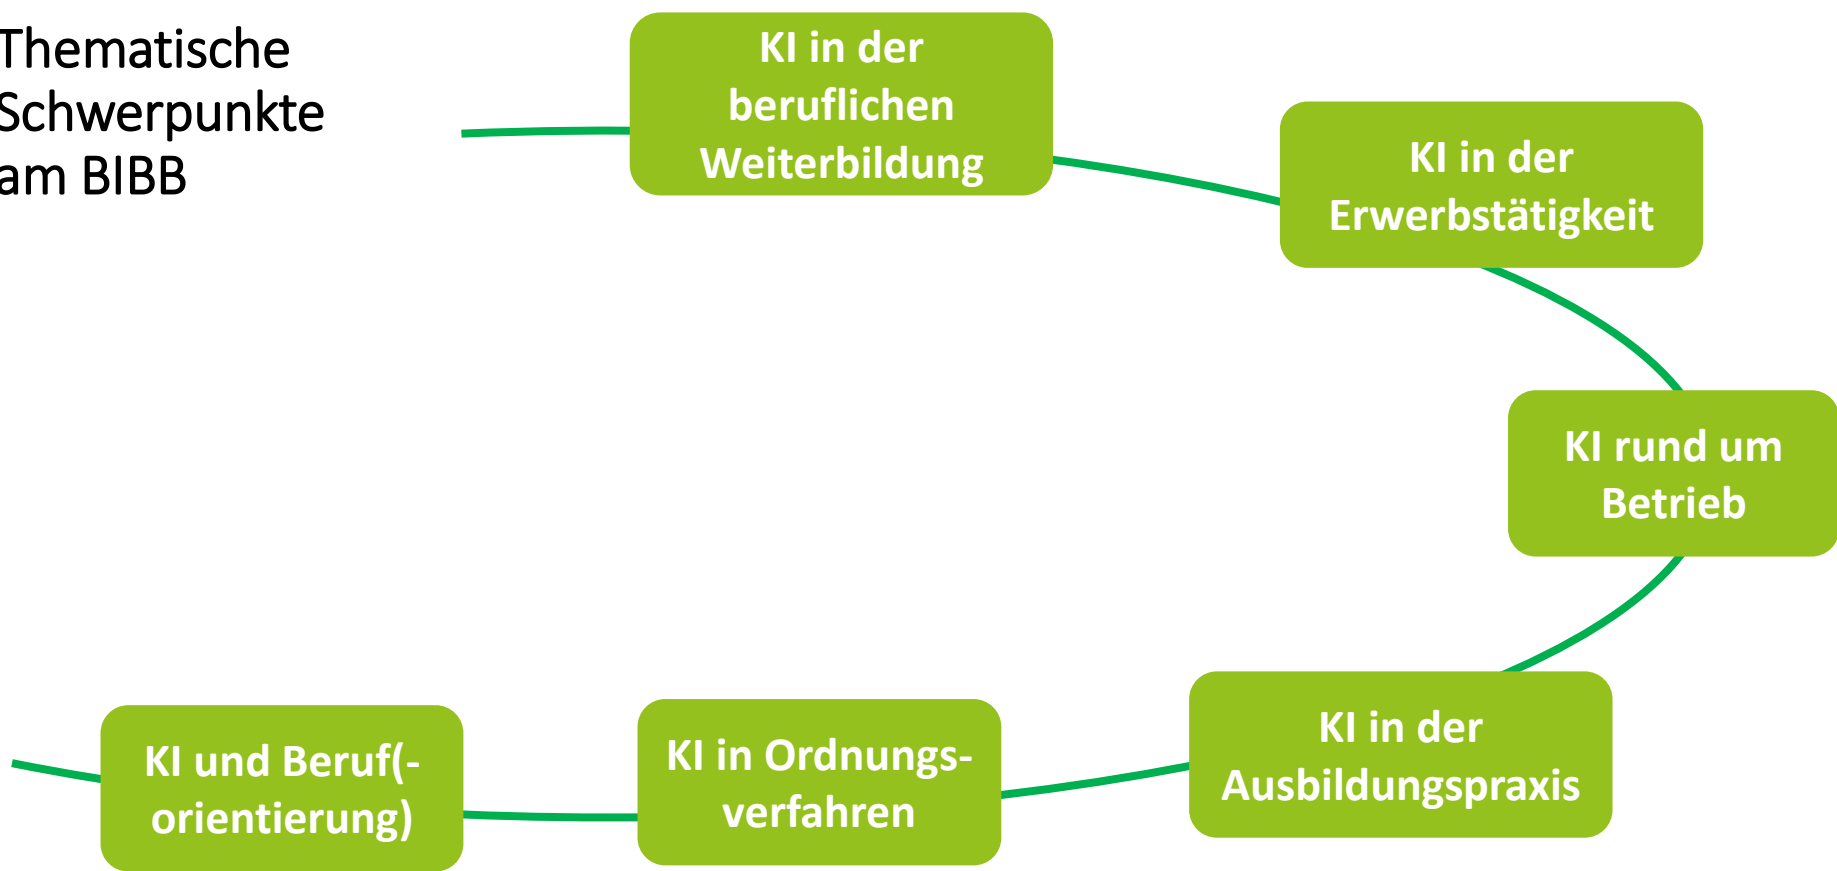 Thematische
Schwerpunkte
am BIBB
KI in der
beruflichen
Weiterbildung
KI in der
Erwerbstätigkeit
KI rund um
Betrieb
KI in der
Ausbildungspraxis
KI in Ordnungs-
verfahren
KI und Beruf(-
orientierung)